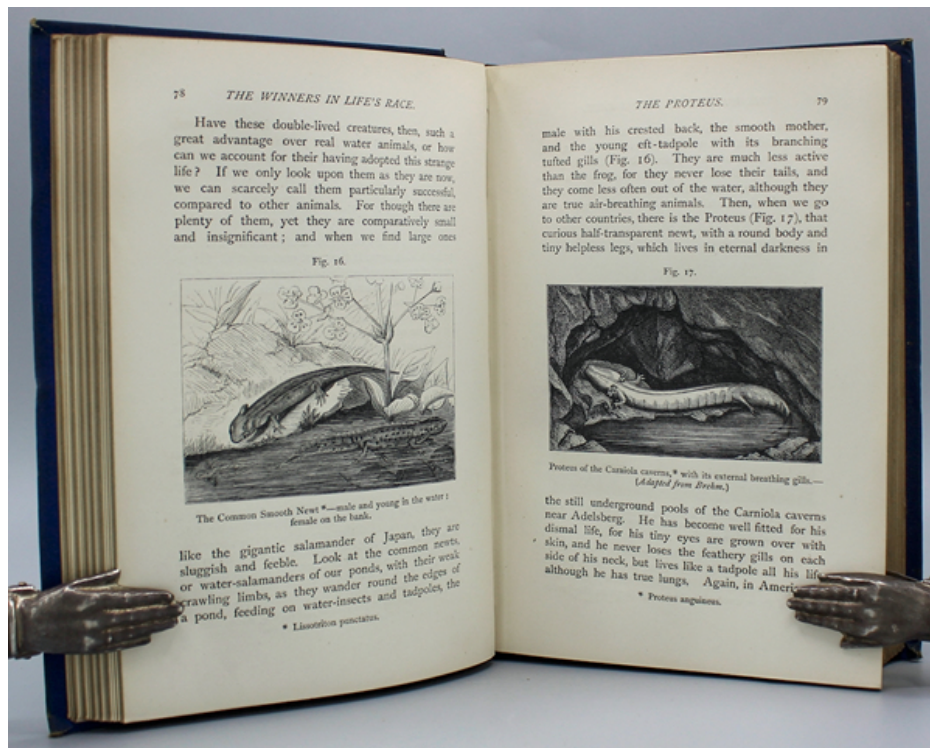 78 THE WINNERS IN LIFE'S RACE.
Have these double-lived creatures, then, such a
great advantage over real water animals, or how
can we account for their having adopted this strange
life? If we only look upon them as they are now,
we can scarcely call them particularly successful,
compared to other animals. For though there are
plenty of them, yet they are comparatively small
and insignificant; and when we find large ones
Fig. 16.
The Common Smooth Newt *—male and young in the water:
female on the bank.
like the gigantic salamander of Japan, they are
sluggish and feeble. Look at the common newts,
or water-salamanders of our ponds, with their weak
crawling limbs, as they wander round the edges of
a pond, feeding on water-insects and tadpoles, the
* Lissotriton punctatus.
THE PROTEUS. 79
male with his crested back, the smooth mother,
and the young eft-tadpole with its branching
tufted gills (Fig. 16). They are much less active
than the frog, for they never lose their tails, and
they come less often out of the water, although they
are true air-breathing animals. Then, when we go
to other countries, there is the Proteus (Fig. 17), that
curious half-transparent newt, with a round body and
tiny helpless legs, which lives in eternal darkness in
Fig. 17.
Proteus of the Carniola caverns,* with its external breathing gills.—
(Adapted from Brehm.)
the still underground pools of the Carniola caverns
near Adelsberg. He has become well fitted for his
dismal life, for his tiny eyes are grown over with
skin, and he never loses the feathery gills on each
side of his neck, but lives like a tadpole all his life,
although he has true lungs. Again, in Americ
* Proteus anguineus.